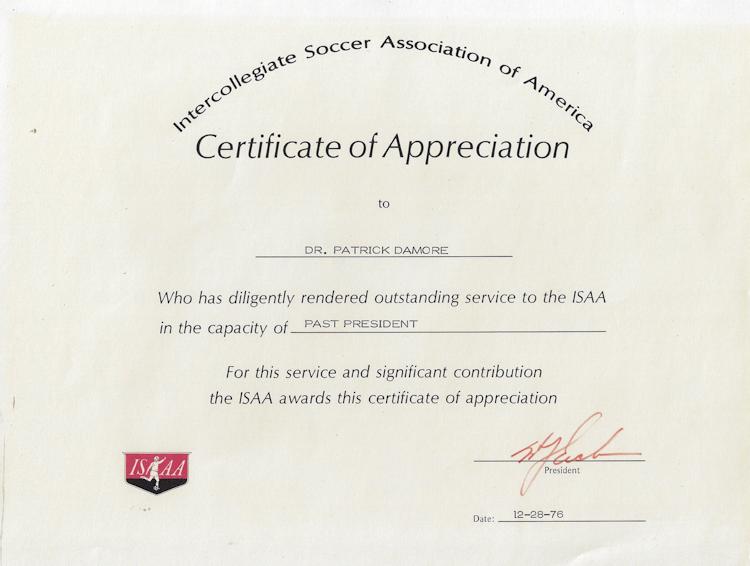 Intercollegiate Soccer Association of America
Certificate of Appreciation
to
DR. PATRICK DAMORE
Who has diligently rendered outstanding service to the ISAA
in the capacity of PAST PRESIDENT
For this service and significant contribution
the ISAA awards this certificate of appreciation
ISAA
President
Date: 12-28-76